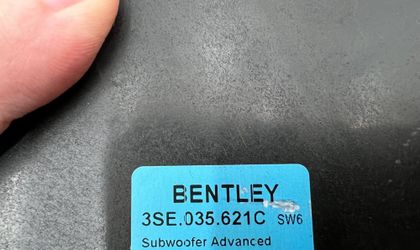 BENTLEY
3SE.035.621C SW6
Subwoofer Advanced